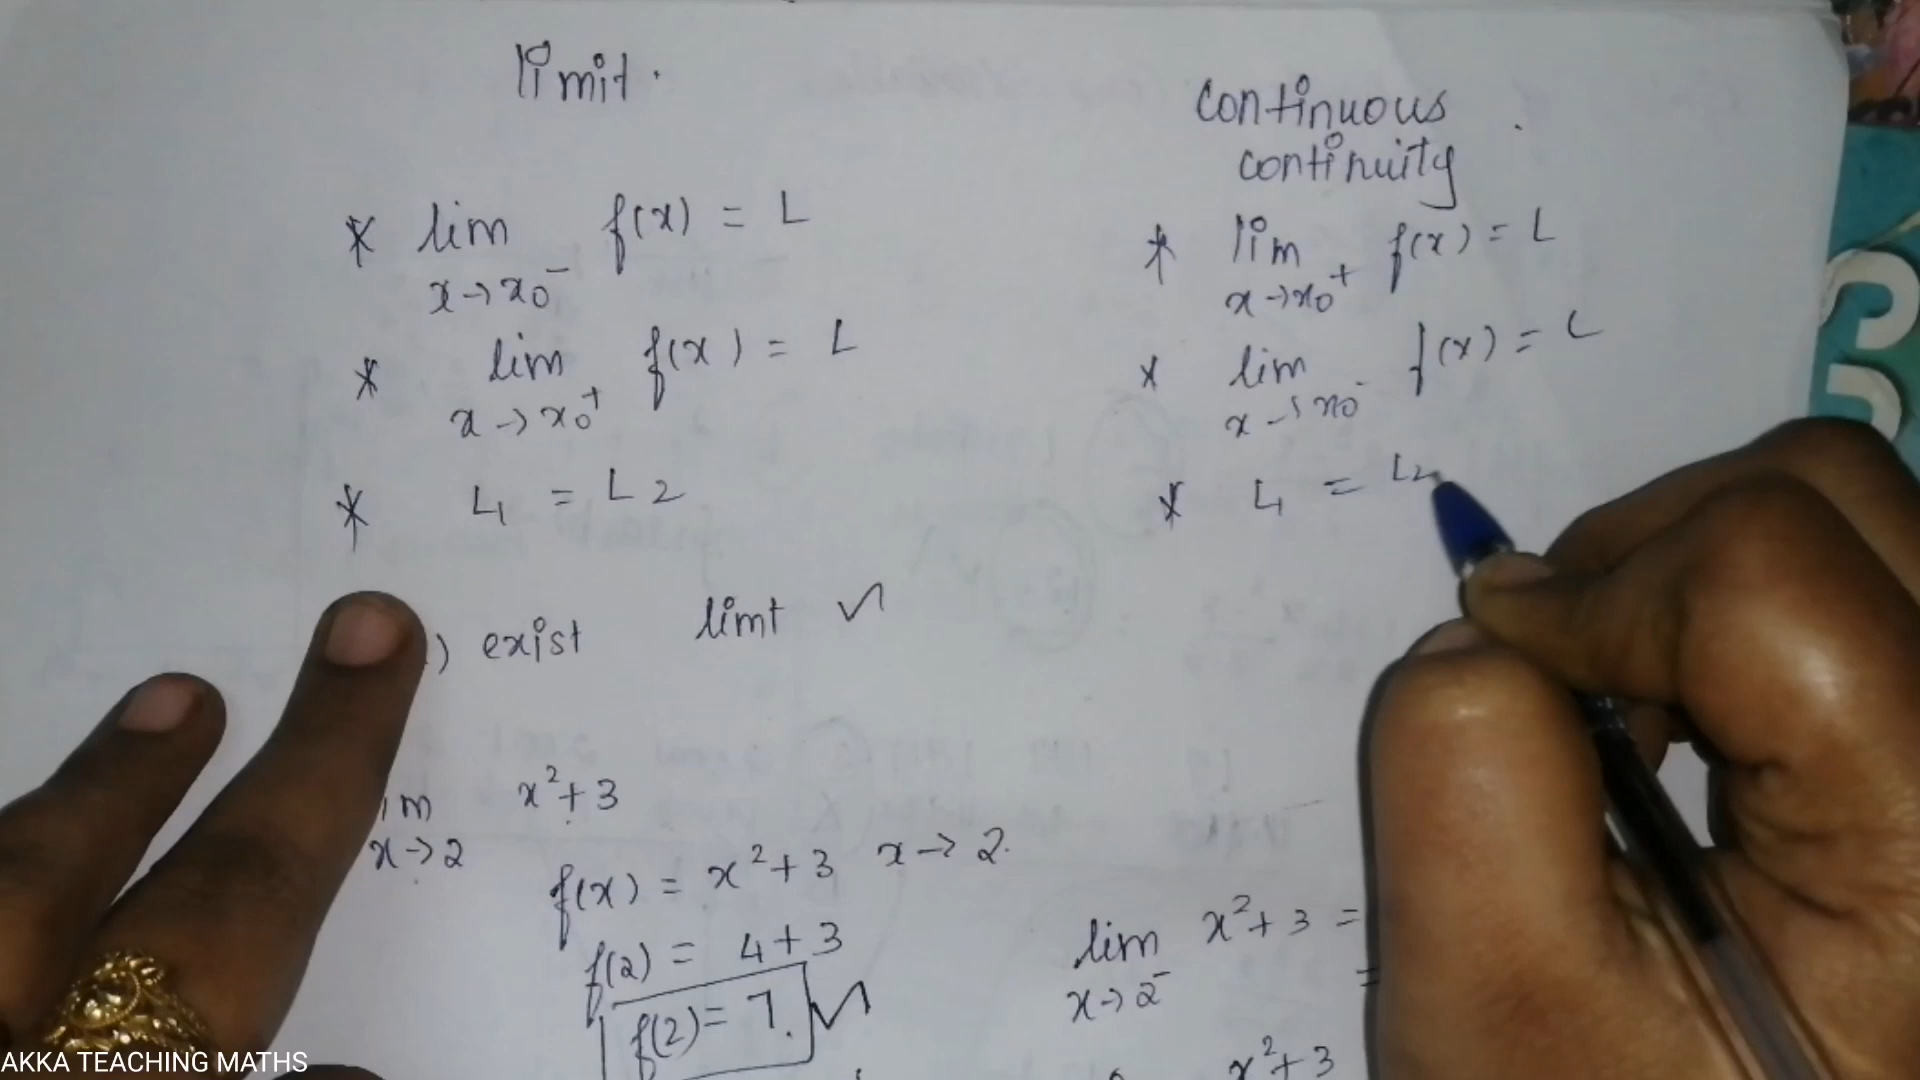 limit.
* lim f(x) = L
x→x₀⁻
* lim f(x) = L
x→x₀⁺
* L₁ = L₂
) exist limt ✓
im x²+3
x→2
f(x) = x²+3 x→2.
f(2) = 4+3
f(2)= 7. ✓
continuous
continuity
* lim f(x) = L
x→x₀⁺
* lim f(x) = L
x→x₀⁻
* L₁ = L₂
lim x²+3 =
x→2⁻ =
x²+3
AKKA TEACHING MATHS